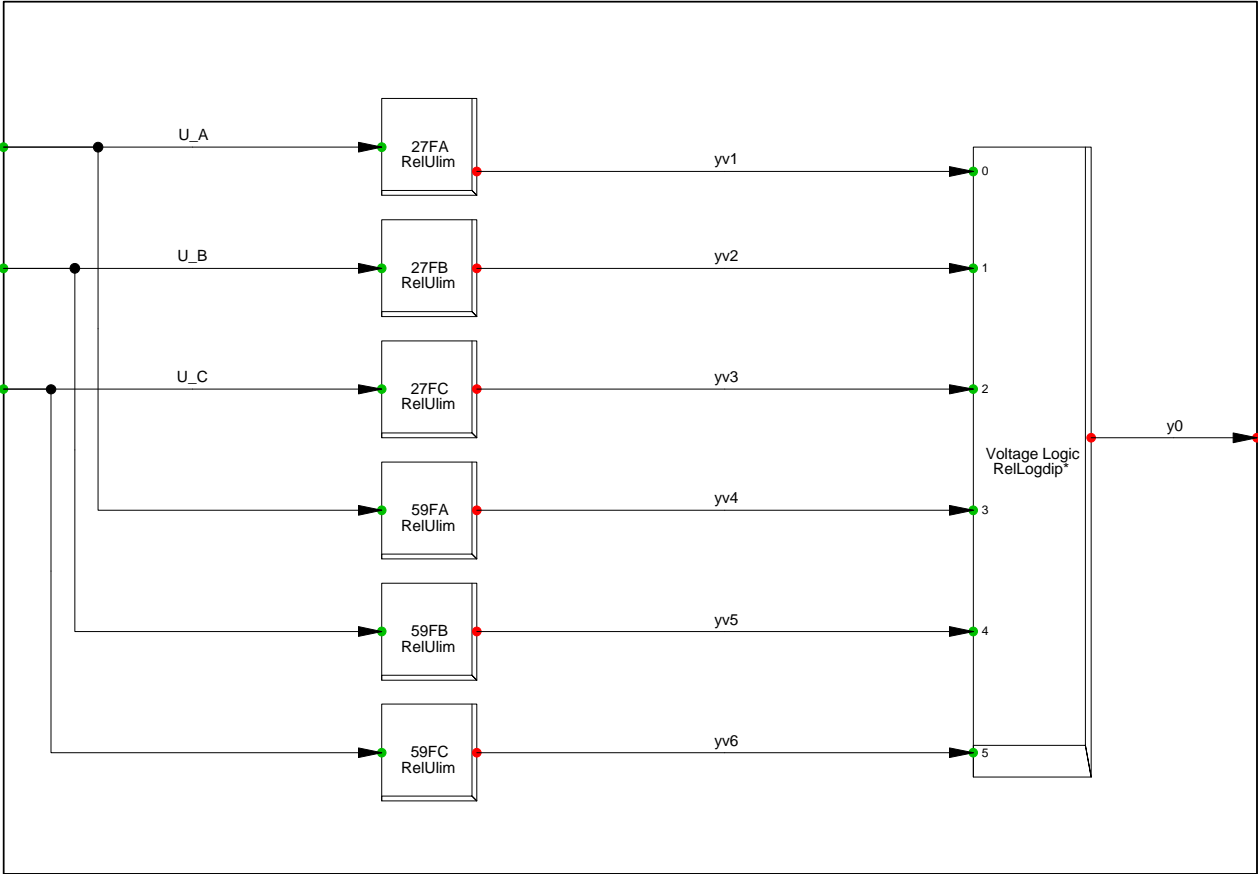 U_A
27FA
RelUlim
yv1
0
U_B
27FB
RelUlim
yv2
1
U_C
27FC
RelUlim
yv3
2
y0
Voltage Logic
RelLogdip*
59FA
RelUlim
yv4
3
59FB
RelUlim
yv5
4
59FC
RelUlim
yv6
5